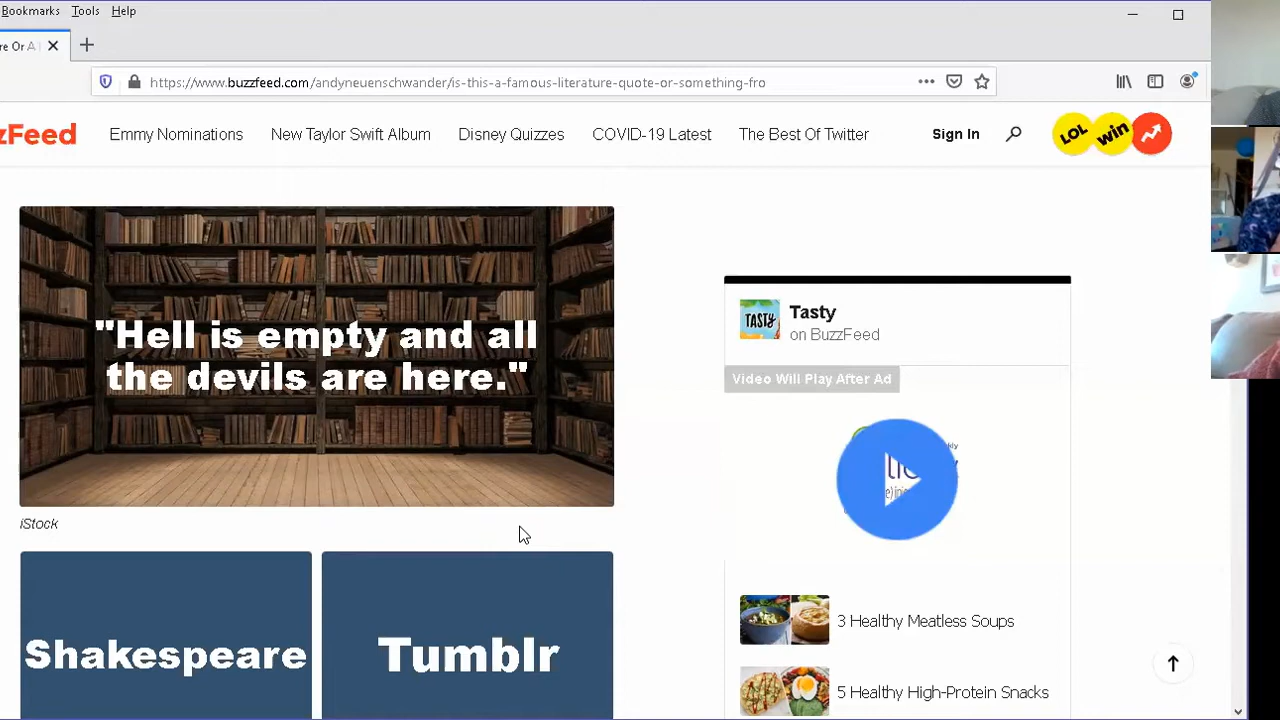 Bookmarks Tools Help
re Or A
https://www.buzzfeed.com/andyneuenschwander/is-this-a-famous-literature-quote-or-something-fro
zFeed Emmy Nominations New Taylor Swift Album Disney Quizzes COVID-19 Latest The Best Of Twitter Sign In LOL win
"Hell is empty and all
the devils are here."
iStock
Shakespeare
Tumblr
TASTY
Tasty
on BuzzFeed
Video Will Play After Ad
3 Healthy Meatless Soups
5 Healthy High-Protein Snacks